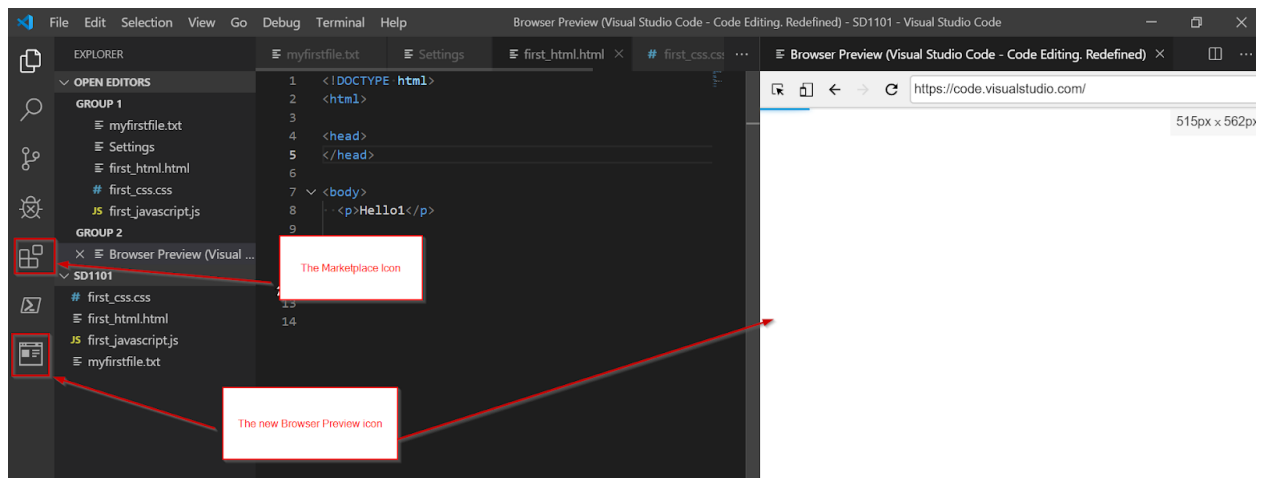 File Edit Selection View Go Debug Terminal Help Browser Preview (Visual Studio Code - Code Editing. Redefined) - SD1101 - Visual Studio Code
EXPLORER
OPEN EDITORS
GROUP 1
myfirstfile.txt
Settings
first_html.html
# first_css.css
JS first_javascript.js
GROUP 2
Browser Preview (Visual ...
SD1101
# first_css.css
first_html.html
JS first_javascript.js
myfirstfile.txt
myfirstfile.txt Settings first_html.html # first_css.css ...
1 <!DOCTYPE html>
2 <html>
3
4 <head>
5 </head>
6
7 <body>
8 <p>Hello1</p>
9
13
14
The Marketplace Icon
The new Browser Preview icon
Browser Preview (Visual Studio Code - Code Editing. Redefined) ...
https://code.visualstudio.com/
515px x 562px